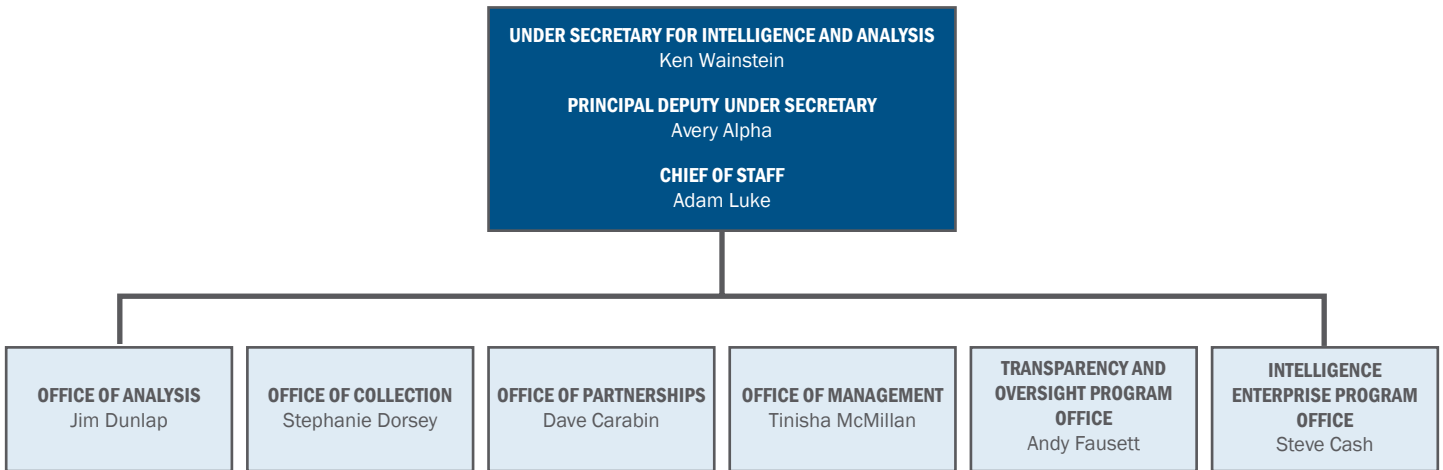 UNDER SECRETARY FOR INTELLIGENCE AND ANALYSIS
Ken Wainstein
PRINCIPAL DEPUTY UNDER SECRETARY
Avery Alpha
CHIEF OF STAFF
Adam Luke
OFFICE OF ANALYSIS
Jim Dunlap
OFFICE OF COLLECTION
Stephanie Dorsey
OFFICE OF PARTNERSHIPS
Dave Carabin
OFFICE OF MANAGEMENT
Tinisha McMillan
TRANSPARENCY AND
OVERSIGHT PROGRAM
OFFICE
Andy Fausett
INTELLIGENCE
ENTERPRISE PROGRAM
OFFICE
Steve Cash